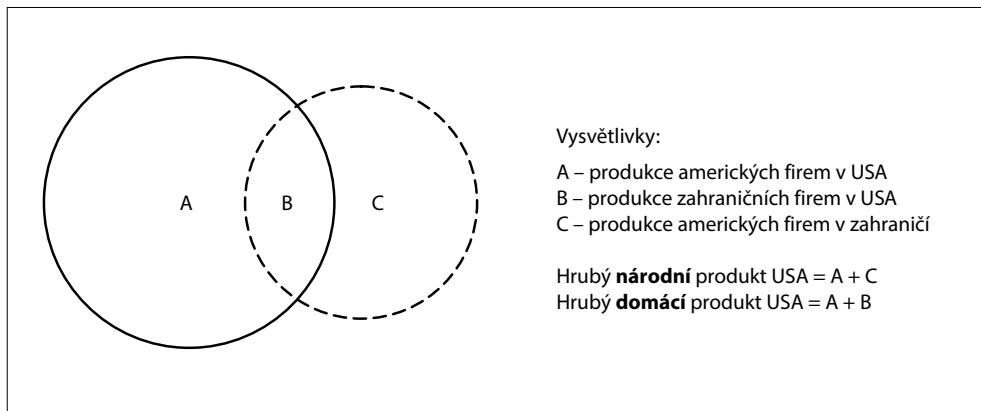 A
B
C
Vysvětlivky:
A – produkce amerických firem v USA
B – produkce zahraničních firem v USA
C – produkce amerických firem v zahraničí
Hrubý národní produkt USA = A + C
Hrubý domácí produkt USA = A + B